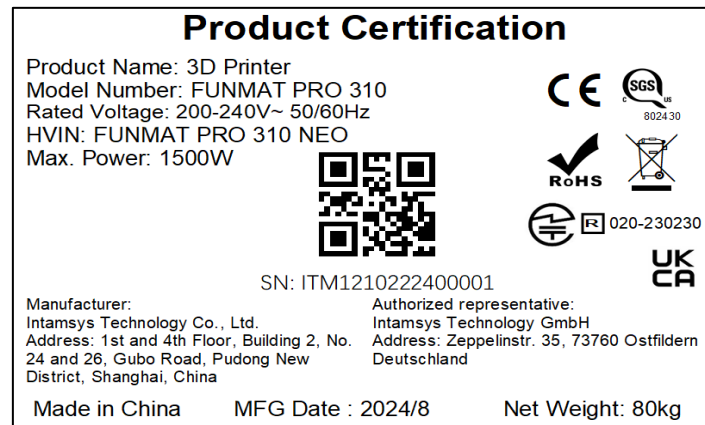 Product Certification
Product Name: 3D Printer
Model Number: FUNMAT PRO 310
Rated Voltage: 200-240V~ 50/60Hz
HVIN: FUNMAT PRO 310 NEO
Max. Power: 1500W
CE
SGS
C US
802430
RoHS
R 020-230230
UK
CA
SN: ITM1210222400001
Manufacturer:
Intamsys Technology Co., Ltd.
Address: 1st and 4th Floor, Building 2, No.
24 and 26, Gubo Road, Pudong New
District, Shanghai, China
Authorized representative:
Intamsys Technology GmbH
Address: Zeppelinstr. 35, 73760 Ostfildern
Deutschland
Made in China MFG Date : 2024/8 Net Weight: 80kg